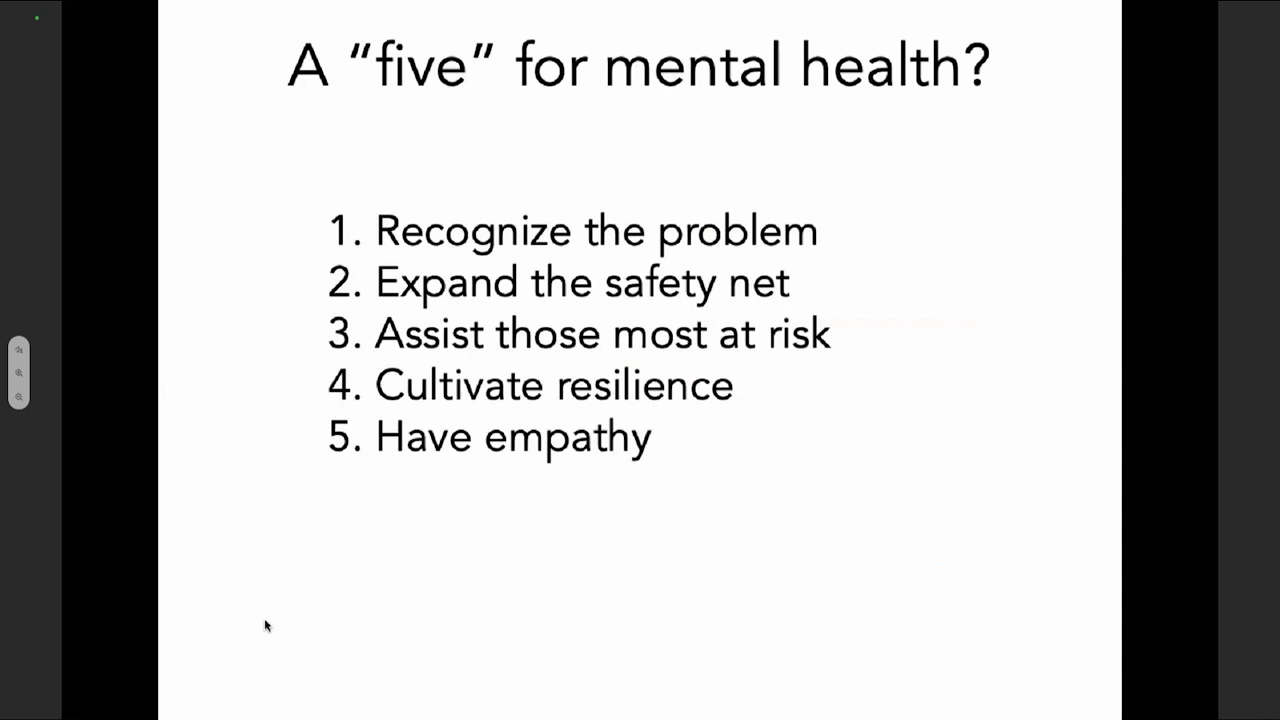 A “five” for mental health?
1. Recognize the problem
2. Expand the safety net
3. Assist those most at risk
4. Cultivate resilience
5. Have empathy